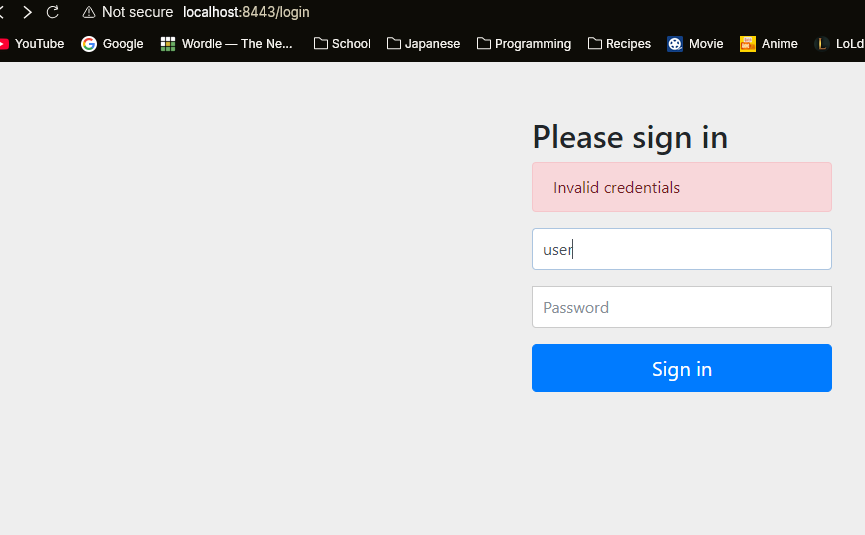 Not secure localhost:8443/login
YouTube Google Wordle — The Ne... School Japanese Programming Recipes Movie Anime LoLd
Please sign in
Invalid credentials
user
Password
Sign in